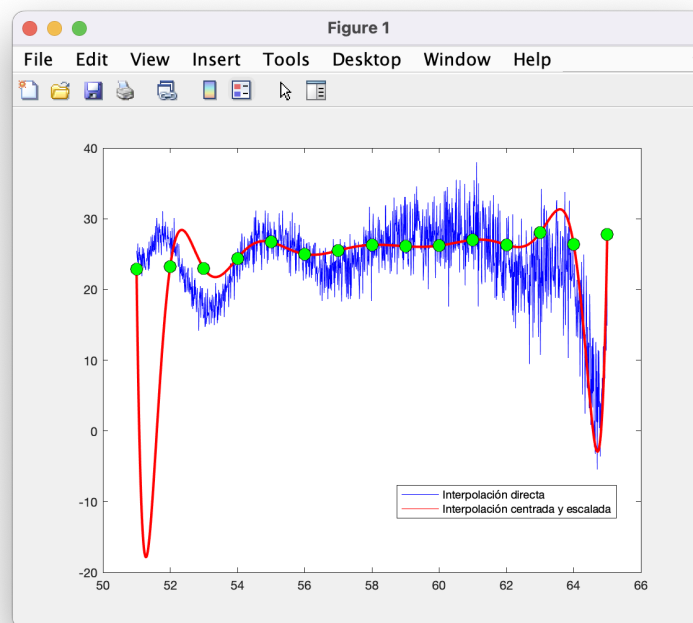 Figure 1
File Edit View Insert Tools Desktop Window Help
40
30
20
10
0
-10
-20
50 52 54 56 58 60 62 64 66
Interpolación directa
Interpolación centrada y escalada